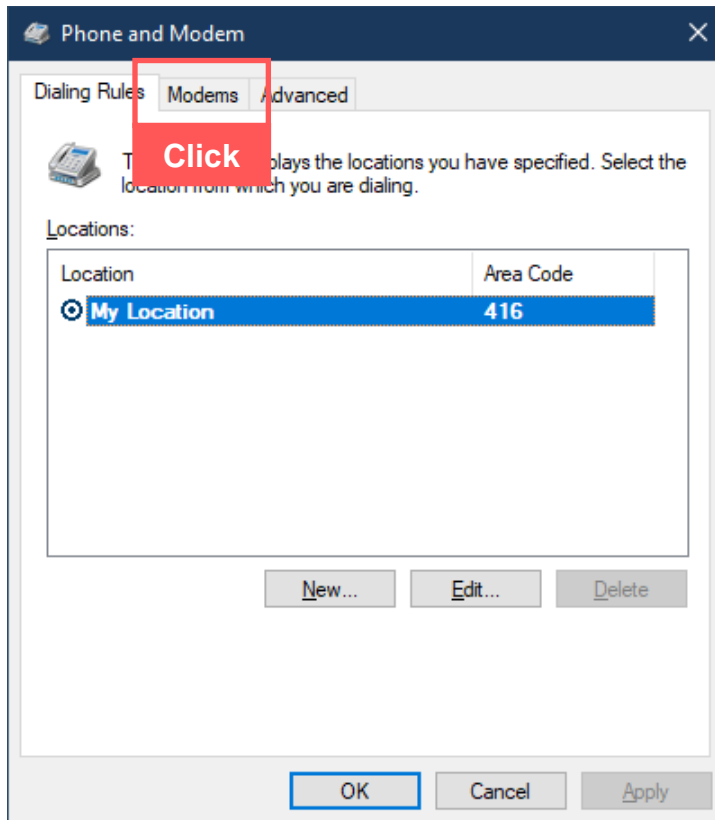 Phone and Modem
Dialing Rules Modems Advanced
Click
plays the locations you have specified. Select the
location from which you are dialing.
Locations:
Location Area Code
My Location 416
New... Edit... Delete
OK Cancel Apply